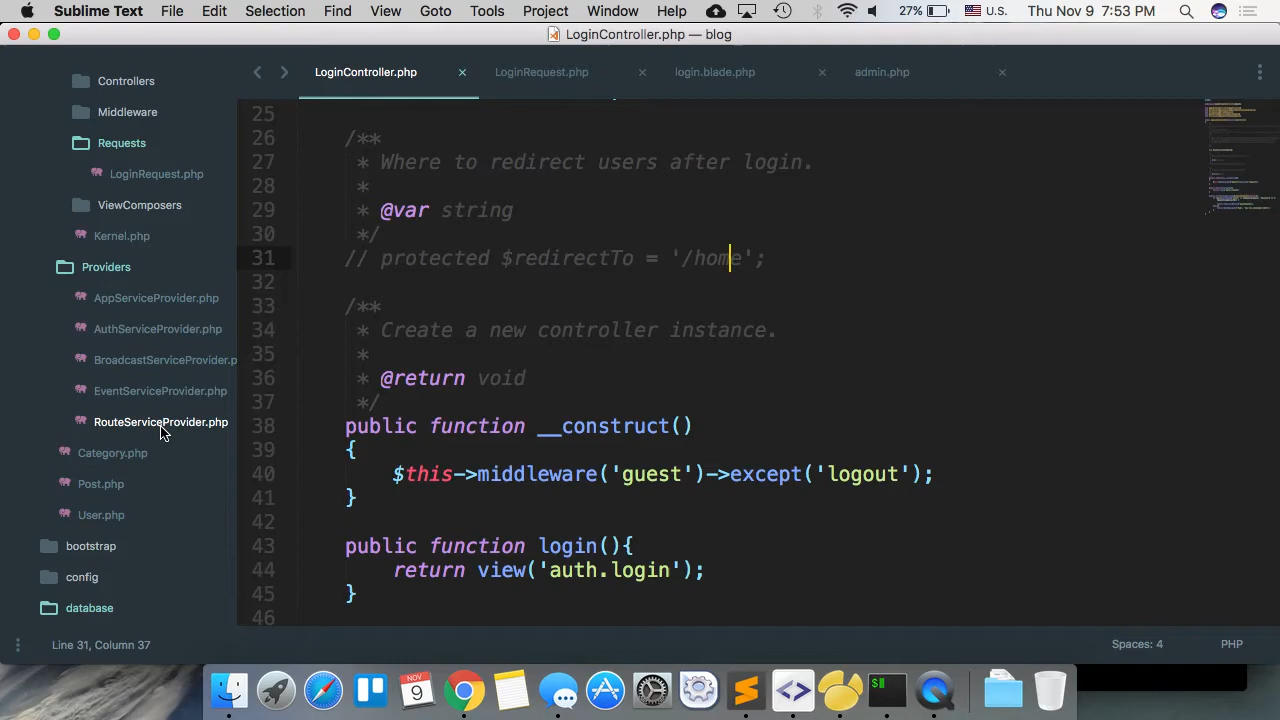 Sublime Text File Edit Selection Find View Goto Tools Project Window Help 27% U.S. Thu Nov 9 7:53 PM
LoginController.php — blog
LoginController.php LoginRequest.php login.blade.php admin.php
Controllers
Middleware
Requests
LoginRequest.php
ViewComposers
Kernel.php
Providers
AppServiceProvider.php
AuthServiceProvider.php
BroadcastServiceProvider.p
EventServiceProvider.php
RouteServiceProvider.php
Category.php
Post.php
User.php
bootstrap
config
database
25
26 /**
27 * Where to redirect users after login.
28 *
29 * @var string
30 */
31 // protected $redirectTo = '/home';
32
33 /**
34 * Create a new controller instance.
35 *
36 * @return void
37 */
38 public function __construct()
39 {
40 $this->middleware('guest')->except('logout');
41 }
42
43 public function login(){
44 return view('auth.login');
45 }
46
Line 31, Column 37 Spaces: 4 PHP
NOV
9
$